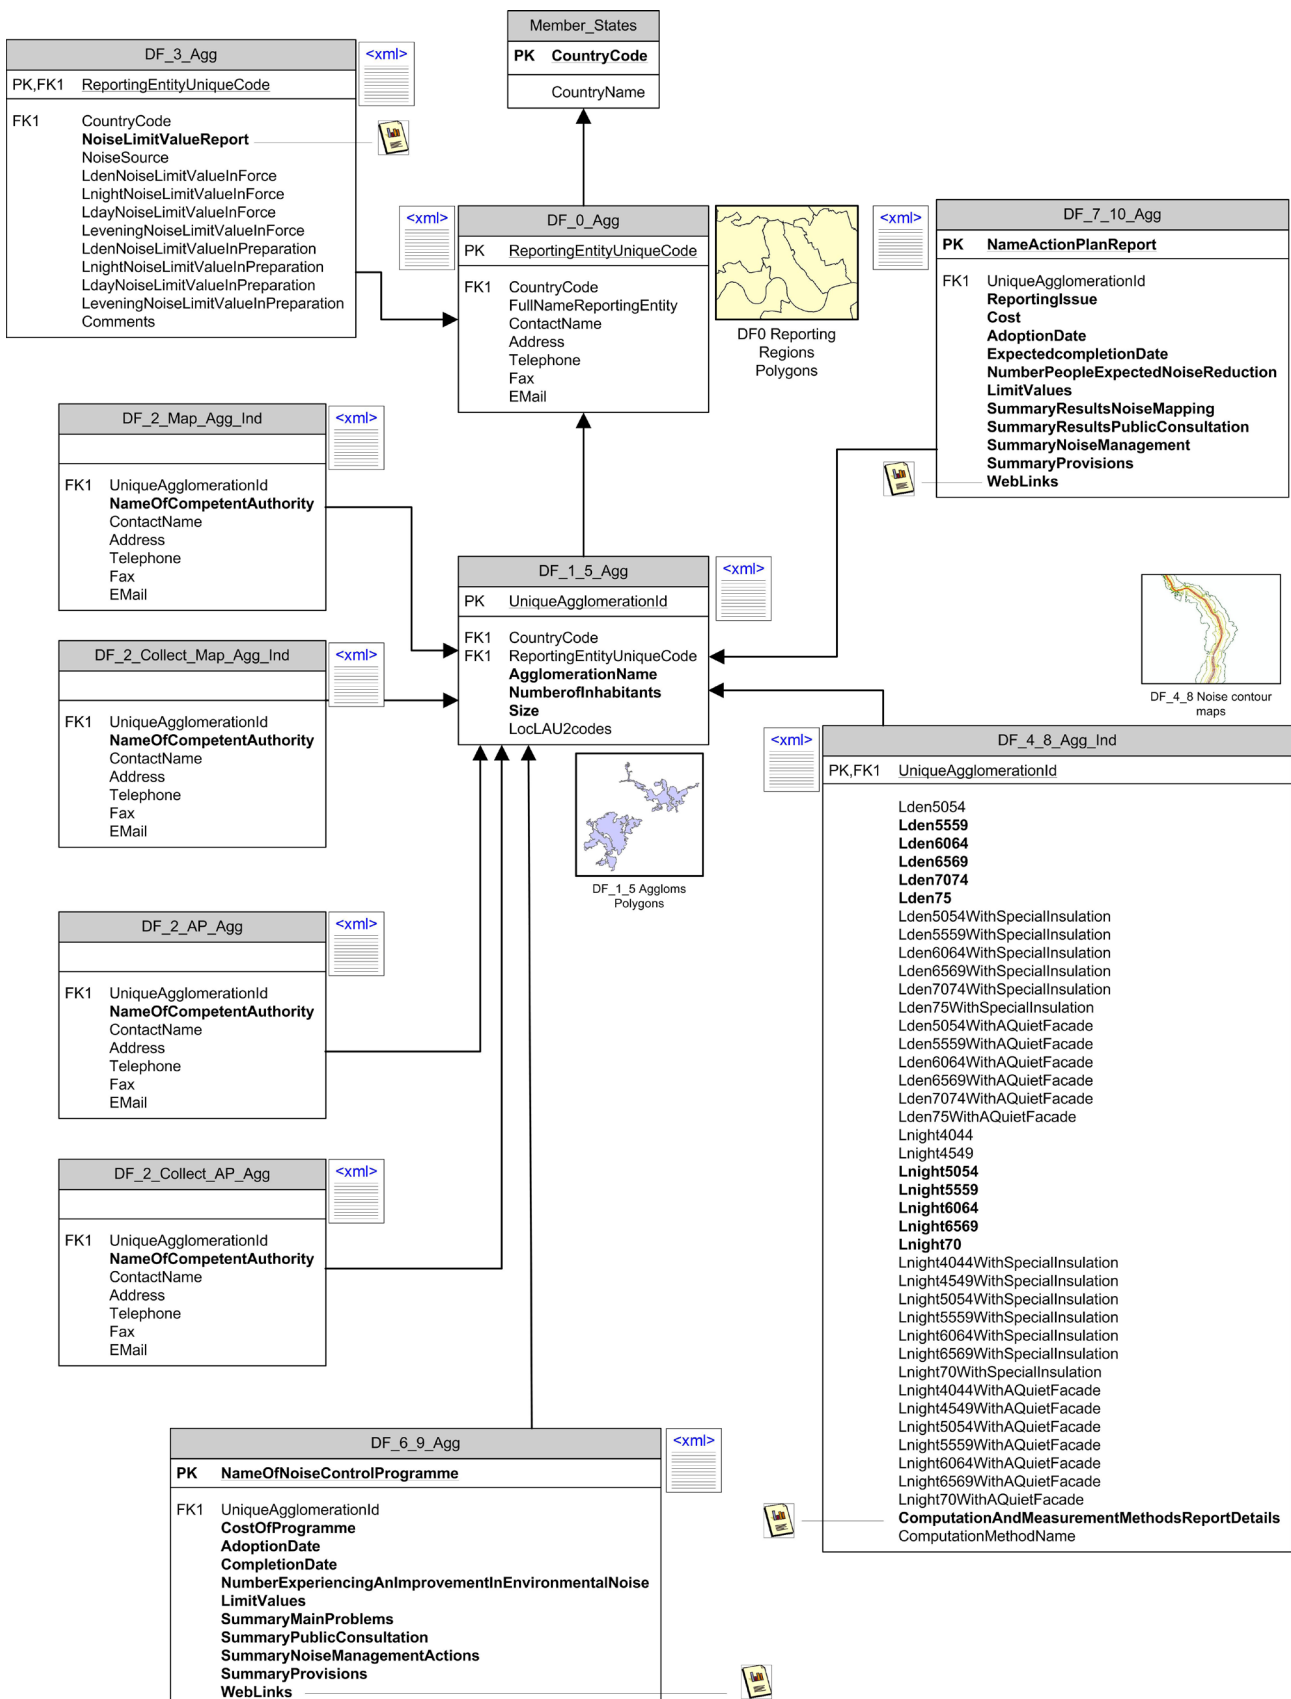 Member_States
PK CountryCode
CountryName
DF_3_Agg
<xml>
PK,FK1 ReportingEntityUniqueCode
FK1 CountryCode
NoiseLimitValueReport
NoiseSource
LdenNoiseLimitValueInForce
LnightNoiseLimitValueInForce
LdayNoiseLimitValueInForce
LeveningNoiseLimitValueInForce
LdenNoiseLimitValueInPreparation
LnightNoiseLimitValueInPreparation
LdayNoiseLimitValueInPreparation
LeveningNoiseLimitValueInPreparation
Comments
<xml>
DF_0_Agg
PK ReportingEntityUniqueCode
FK1 CountryCode
FullNameReportingEntity
ContactName
Address
Telephone
Fax
EMail
DF0 Reporting
Regions
Polygons
<xml>
DF_7_10_Agg
PK NameActionPlanReport
FK1 UniqueAgglomerationId
ReportingIssue
Cost
AdoptionDate
ExpectedcompletionDate
NumberPeopleExpectedNoiseReduction
LimitValues
SummaryResultsNoiseMapping
SummaryResultsPublicConsultation
SummaryNoiseManagement
SummaryProvisions
WebLinks
DF_2_Map_Agg_Ind
<xml>
FK1 UniqueAgglomerationId
NameOfCompetentAuthority
ContactName
Address
Telephone
Fax
EMail
DF_1_5_Agg
<xml>
PK UniqueAgglomerationId
FK1 CountryCode
FK1 ReportingEntityUniqueCode
AgglomerationName
NumberofInhabitants
Size
LocLAU2codes
DF_1_5 Aggloms
Polygons
DF_2_Collect_Map_Agg_Ind
<xml>
FK1 UniqueAgglomerationId
NameOfCompetentAuthority
ContactName
Address
Telephone
Fax
EMail
DF_4_8 Noise contour
maps
<xml>
DF_4_8_Agg_Ind
PK,FK1 UniqueAgglomerationId
Lden5054
Lden5559
Lden6064
Lden6569
Lden7074
Lden75
Lden5054WithSpecialInsulation
Lden5559WithSpecialInsulation
Lden6064WithSpecialInsulation
Lden6569WithSpecialInsulation
Lden7074WithSpecialInsulation
Lden75WithSpecialInsulation
Lden5054WithAQuietFacade
Lden5559WithAQuietFacade
Lden6064WithAQuietFacade
Lden6569WithAQuietFacade
Lden7074WithAQuietFacade
Lden75WithAQuietFacade
Lnight4044
Lnight4549
Lnight5054
Lnight5559
Lnight6064
Lnight6569
Lnight70
Lnight4044WithSpecialInsulation
Lnight4549WithSpecialInsulation
Lnight5054WithSpecialInsulation
Lnight5559WithSpecialInsulation
Lnight6064WithSpecialInsulation
Lnight6569WithSpecialInsulation
Lnight70WithSpecialInsulation
Lnight4044WithAQuietFacade
Lnight4549WithAQuietFacade
Lnight5054WithAQuietFacade
Lnight5559WithAQuietFacade
Lnight6064WithAQuietFacade
Lnight6569WithAQuietFacade
Lnight70WithAQuietFacade
ComputationAndMeasurementMethodsReportDetails
ComputationMethodName
DF_2_AP_Agg
<xml>
FK1 UniqueAgglomerationId
NameOfCompetentAuthority
ContactName
Address
Telephone
Fax
EMail
DF_2_Collect_AP_Agg
<xml>
FK1 UniqueAgglomerationId
NameOfCompetentAuthority
ContactName
Address
Telephone
Fax
EMail
DF_6_9_Agg
<xml>
PK NameOfNoiseControlProgramme
FK1 UniqueAgglomerationId
CostOfProgramme
AdoptionDate
CompletionDate
NumberExperiencingAnImprovementInEnvironmentalNoise
LimitValues
SummaryMainProblems
SummaryPublicConsultation
SummaryNoiseManagementActions
SummaryProvisions
WebLinks